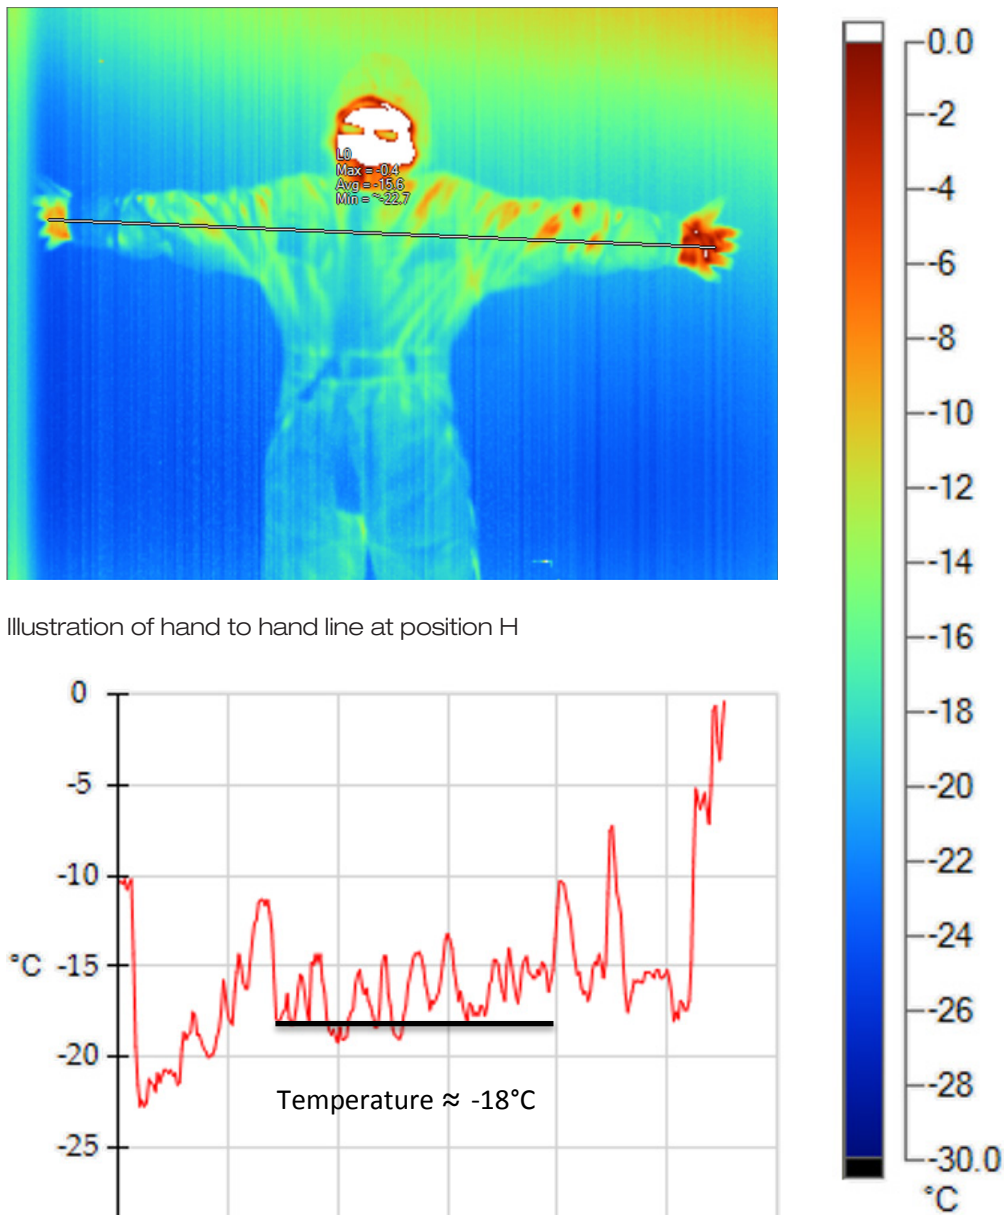 L0
Max = -0.4
Avg = -15.6
Min = ~-22.7
Illustration of hand to hand line at position H
0
-5
-10
°C -15
-20
-25
Temperature ≈ -18°C
0.0
-2
-4
-6
-8
-10
-12
-14
-16
-18
-20
-22
-24
-26
-28
-30.0
°C